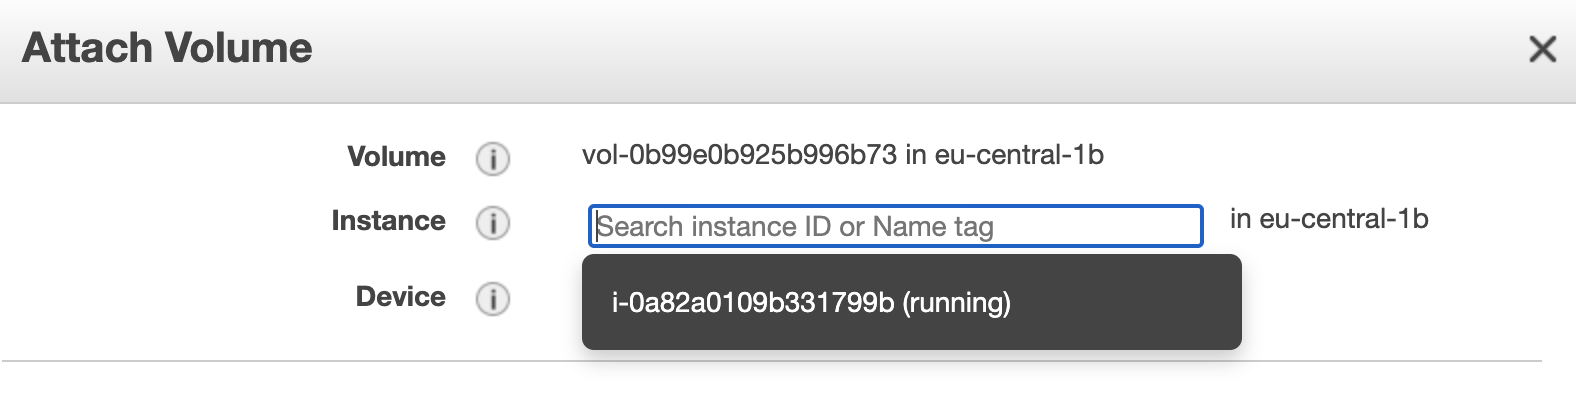 Attach Volume
Volume vol-0b99e0b925b996b73 in eu-central-1b
Instance Search instance ID or Name tag in eu-central-1b
Device i-0a82a0109b331799b (running)